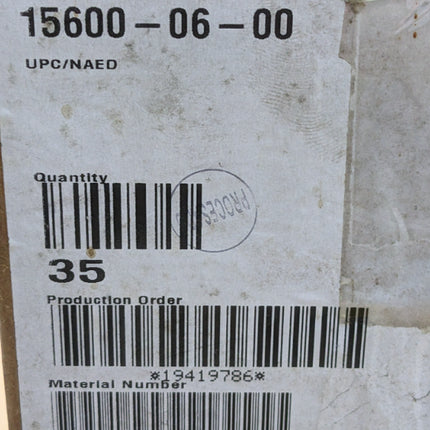 15600-06-00
UPC/NAED
Quantity
35
Production Order
*19419786*
Material Number